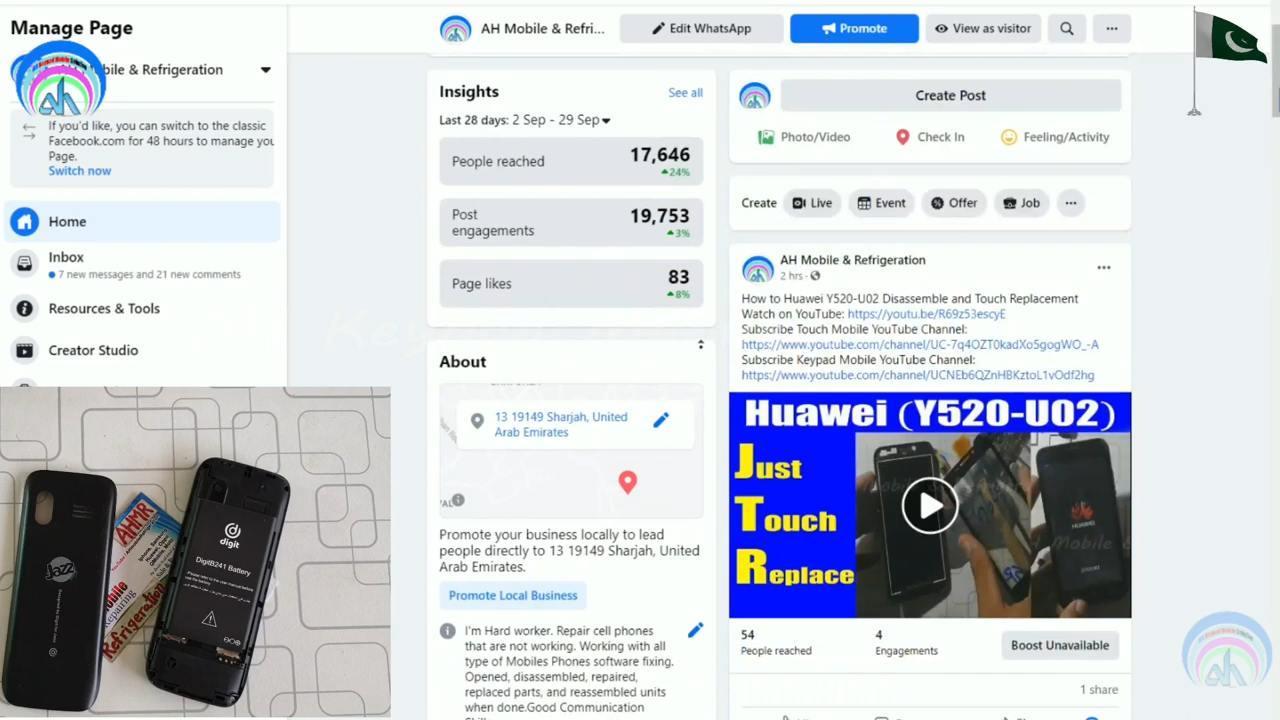 Manage Page
bile & Refrigeration
If you'd like, you can switch to the classic
Facebook.com for 48 hours to manage you
Page.
Switch now
Home
Inbox
7 new messages and 21 new comments
Resources & Tools
Creator Studio
AH Mobile & Refri...
Edit WhatsApp
Promote
View as visitor
Insights
See all
Last 28 days: 2 Sep - 29 Sep
People reached
17,646
24%
Post
engagements
19,753
3%
Page likes
83
8%
About
13 19149 Sharjah, United
Arab Emirates
Promote your business locally to lead
people directly to 13 19149 Sharjah, United
Arab Emirates.
Promote Local Business
I'm Hard worker. Repair cell phones
that are not working. Working with all
type of Mobiles Phones software fixing.
Opened, disassembled, repaired,
replaced parts, and reassembled units
when done.Good Communication
Create Post
Photo/Video
Check In
Feeling/Activity
Create
Live
Event
Offer
Job
AH Mobile & Refrigeration
2 hrs
How to Huawei Y520-U02 Disassemble and Touch Replacement
Watch on YouTube: https://youtu.be/R69z53escyE
Subscribe Touch Mobile YouTube Channel:
https://www.youtube.com/channel/UC-7q4OZT0kadXo5gogWO_-A
Subscribe Keypad Mobile YouTube Channel:
https://www.youtube.com/channel/UCNEb6QZnH8KztoL1vOdf2hg
Huawei (Y520-U02)
Just
Touch
Replace
HUAWEI
54
People reached
4
Engagements
Boost Unavailable
1 share
Jazz
AHMR
Mobile
Repairing
Refrigeration
digit
DigitB241 Battery